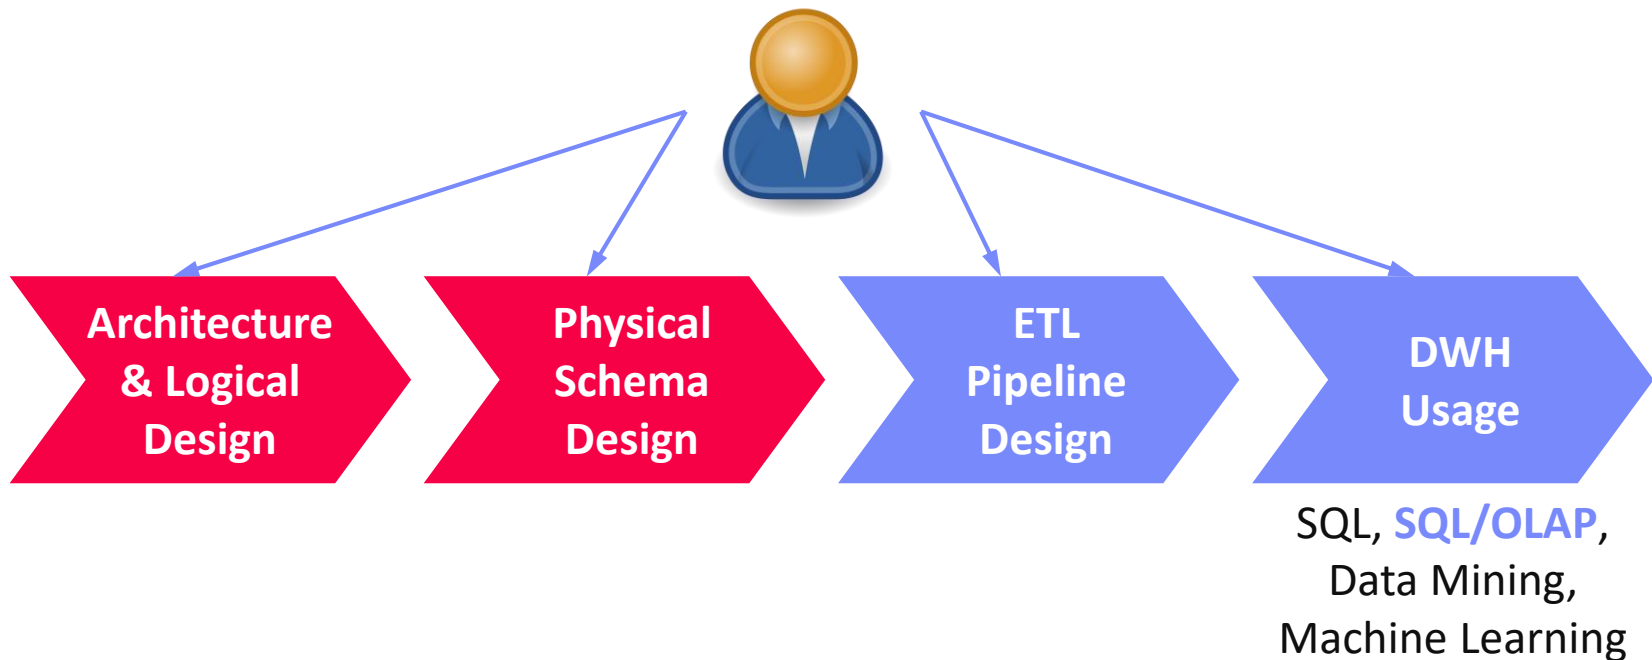 Architecture
& Logical
Design
Physical
Schema
Design
ETL
Pipeline
Design
DWH
Usage
SQL, SQL/OLAP,
Data Mining,
Machine Learning